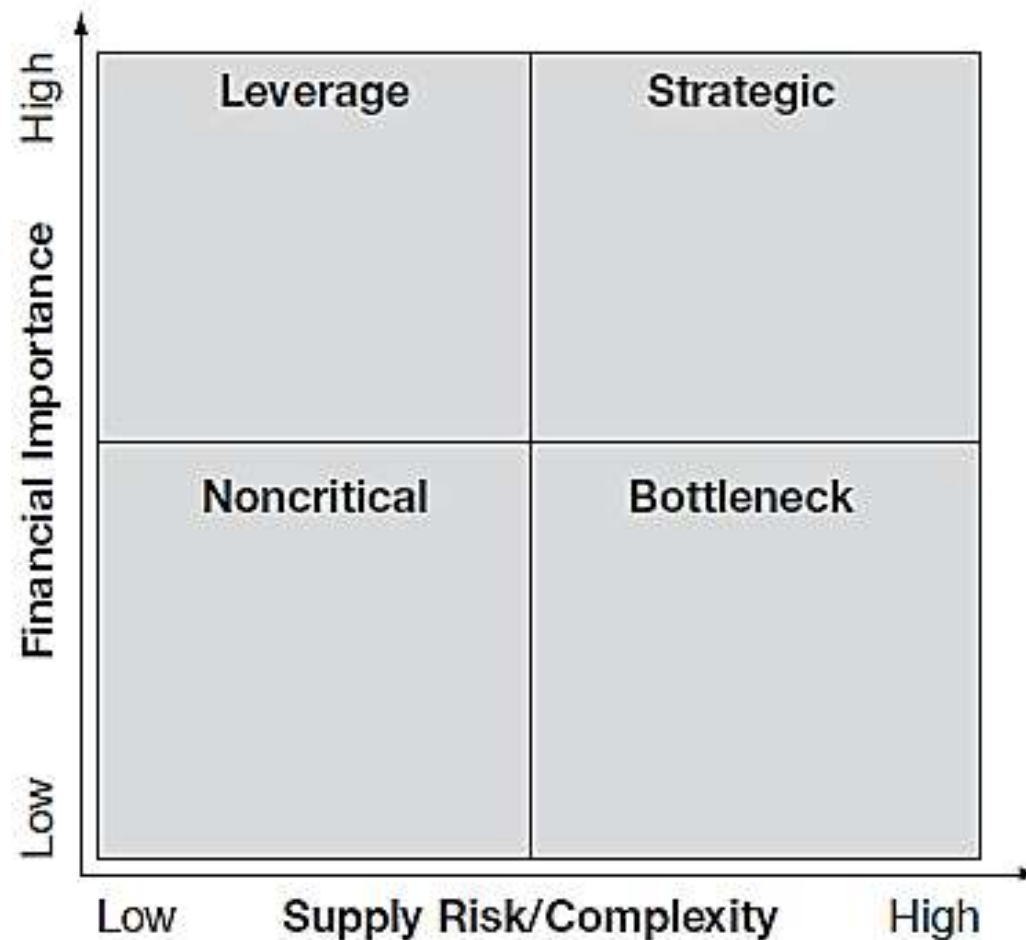 High
Financial Importance
Low
Leverage
Strategic
Noncritical
Bottleneck
Low
Supply Risk/Complexity
High